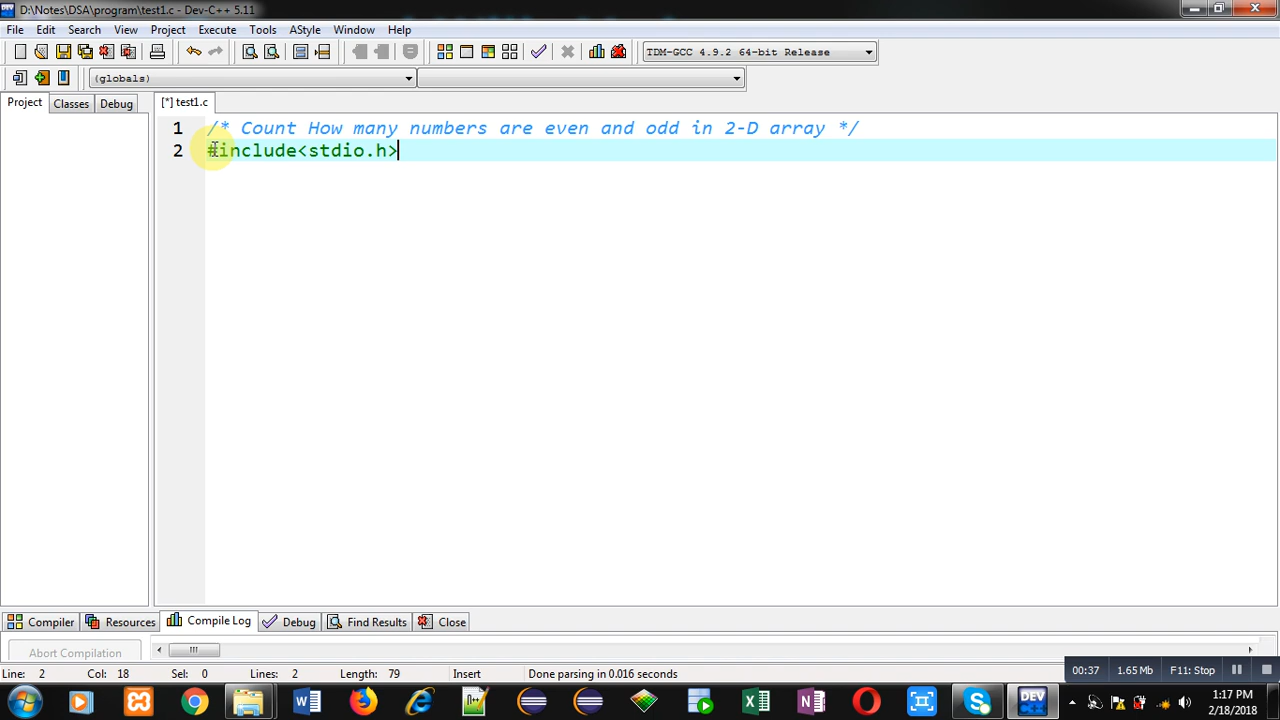 D:\Notes\DSA\program\test1.c - Dev-C++ 5.11
File Edit Search View Project Execute Tools AStyle Window Help
TDM-GCC 4.9.2 64-bit Release
(globals)
Project Classes Debug [*] test1.c
1 /* Count How many numbers are even and odd in 2-D array */
2 #include<stdio.h>
Compiler Resources Compile Log Debug Find Results Close
Abort Compilation
Line: 2 Col: 18 Sel: 0 Lines: 2 Length: 79 Insert Done parsing in 0.016 seconds
00:37 1.65 Mb F11: Stop
DEV
1:17 PM
2/18/2018